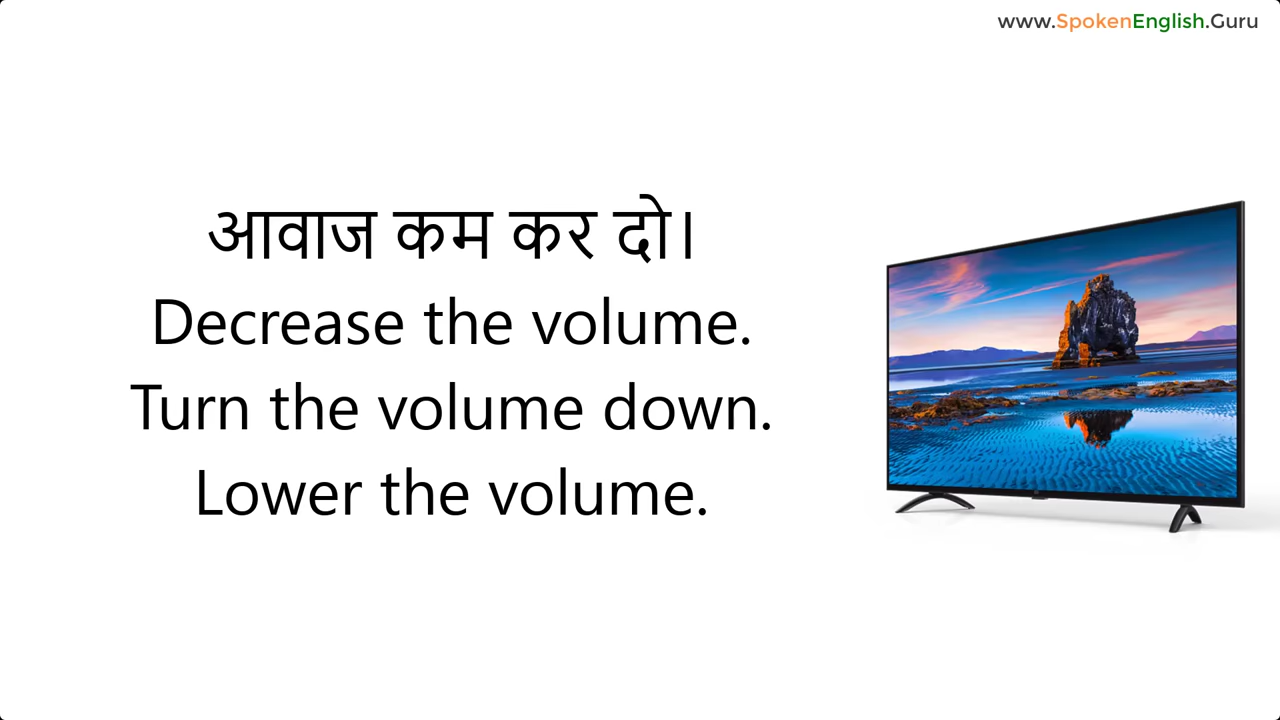 www.SpokenEnglish.Guru
आवाज कम कर दो।
Decrease the volume.
Turn the volume down.
Lower the volume.